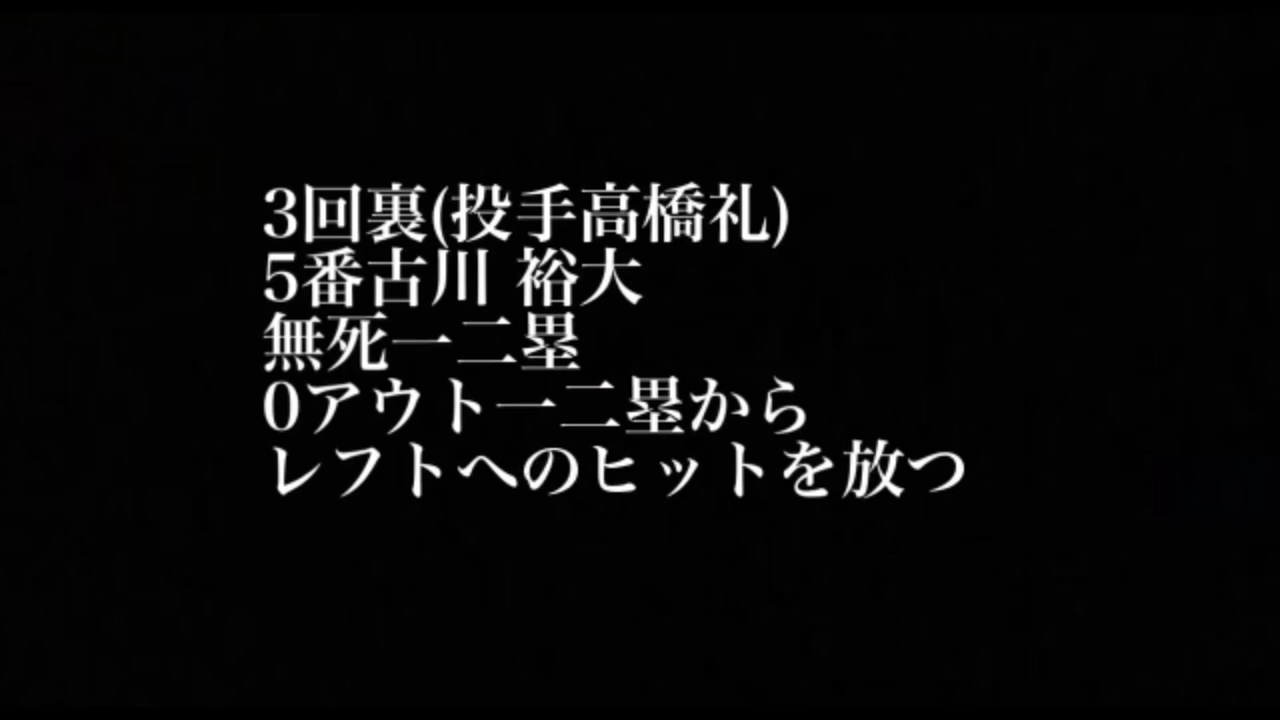 3回裏(投手高橋礼)
5番古川 裕大
無死一二塁
0アウト一二塁から
レフトへのヒットを放つ